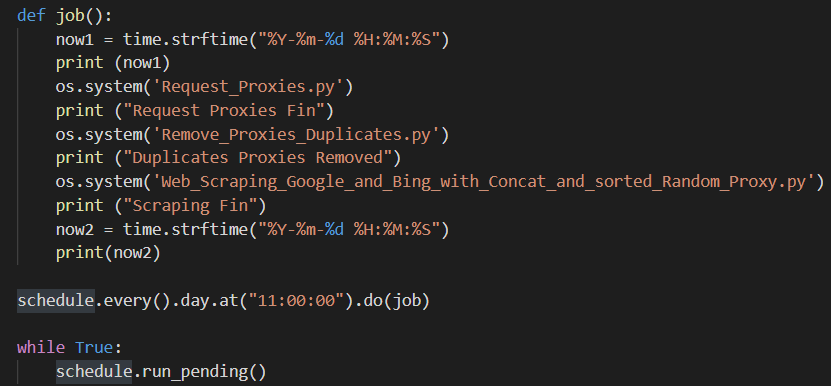 def job():
    now1 = time.strftime("%Y-%m-%d %H:%M:%S")
    print (now1)
    os.system('Request_Proxies.py')
    print ("Request Proxies Fin")
    os.system('Remove_Proxies_Duplicates.py')
    print ("Duplicates Proxies Removed")
    os.system('Web_Scraping_Google_and_Bing_with_Concat_and_sorted_Random_Proxy.py')
    print ("Scraping Fin")
    now2 = time.strftime("%Y-%m-%d %H:%M:%S")
    print(now2)
schedule.every().day.at("11:00:00").do(job)
while True:
    schedule.run_pending()